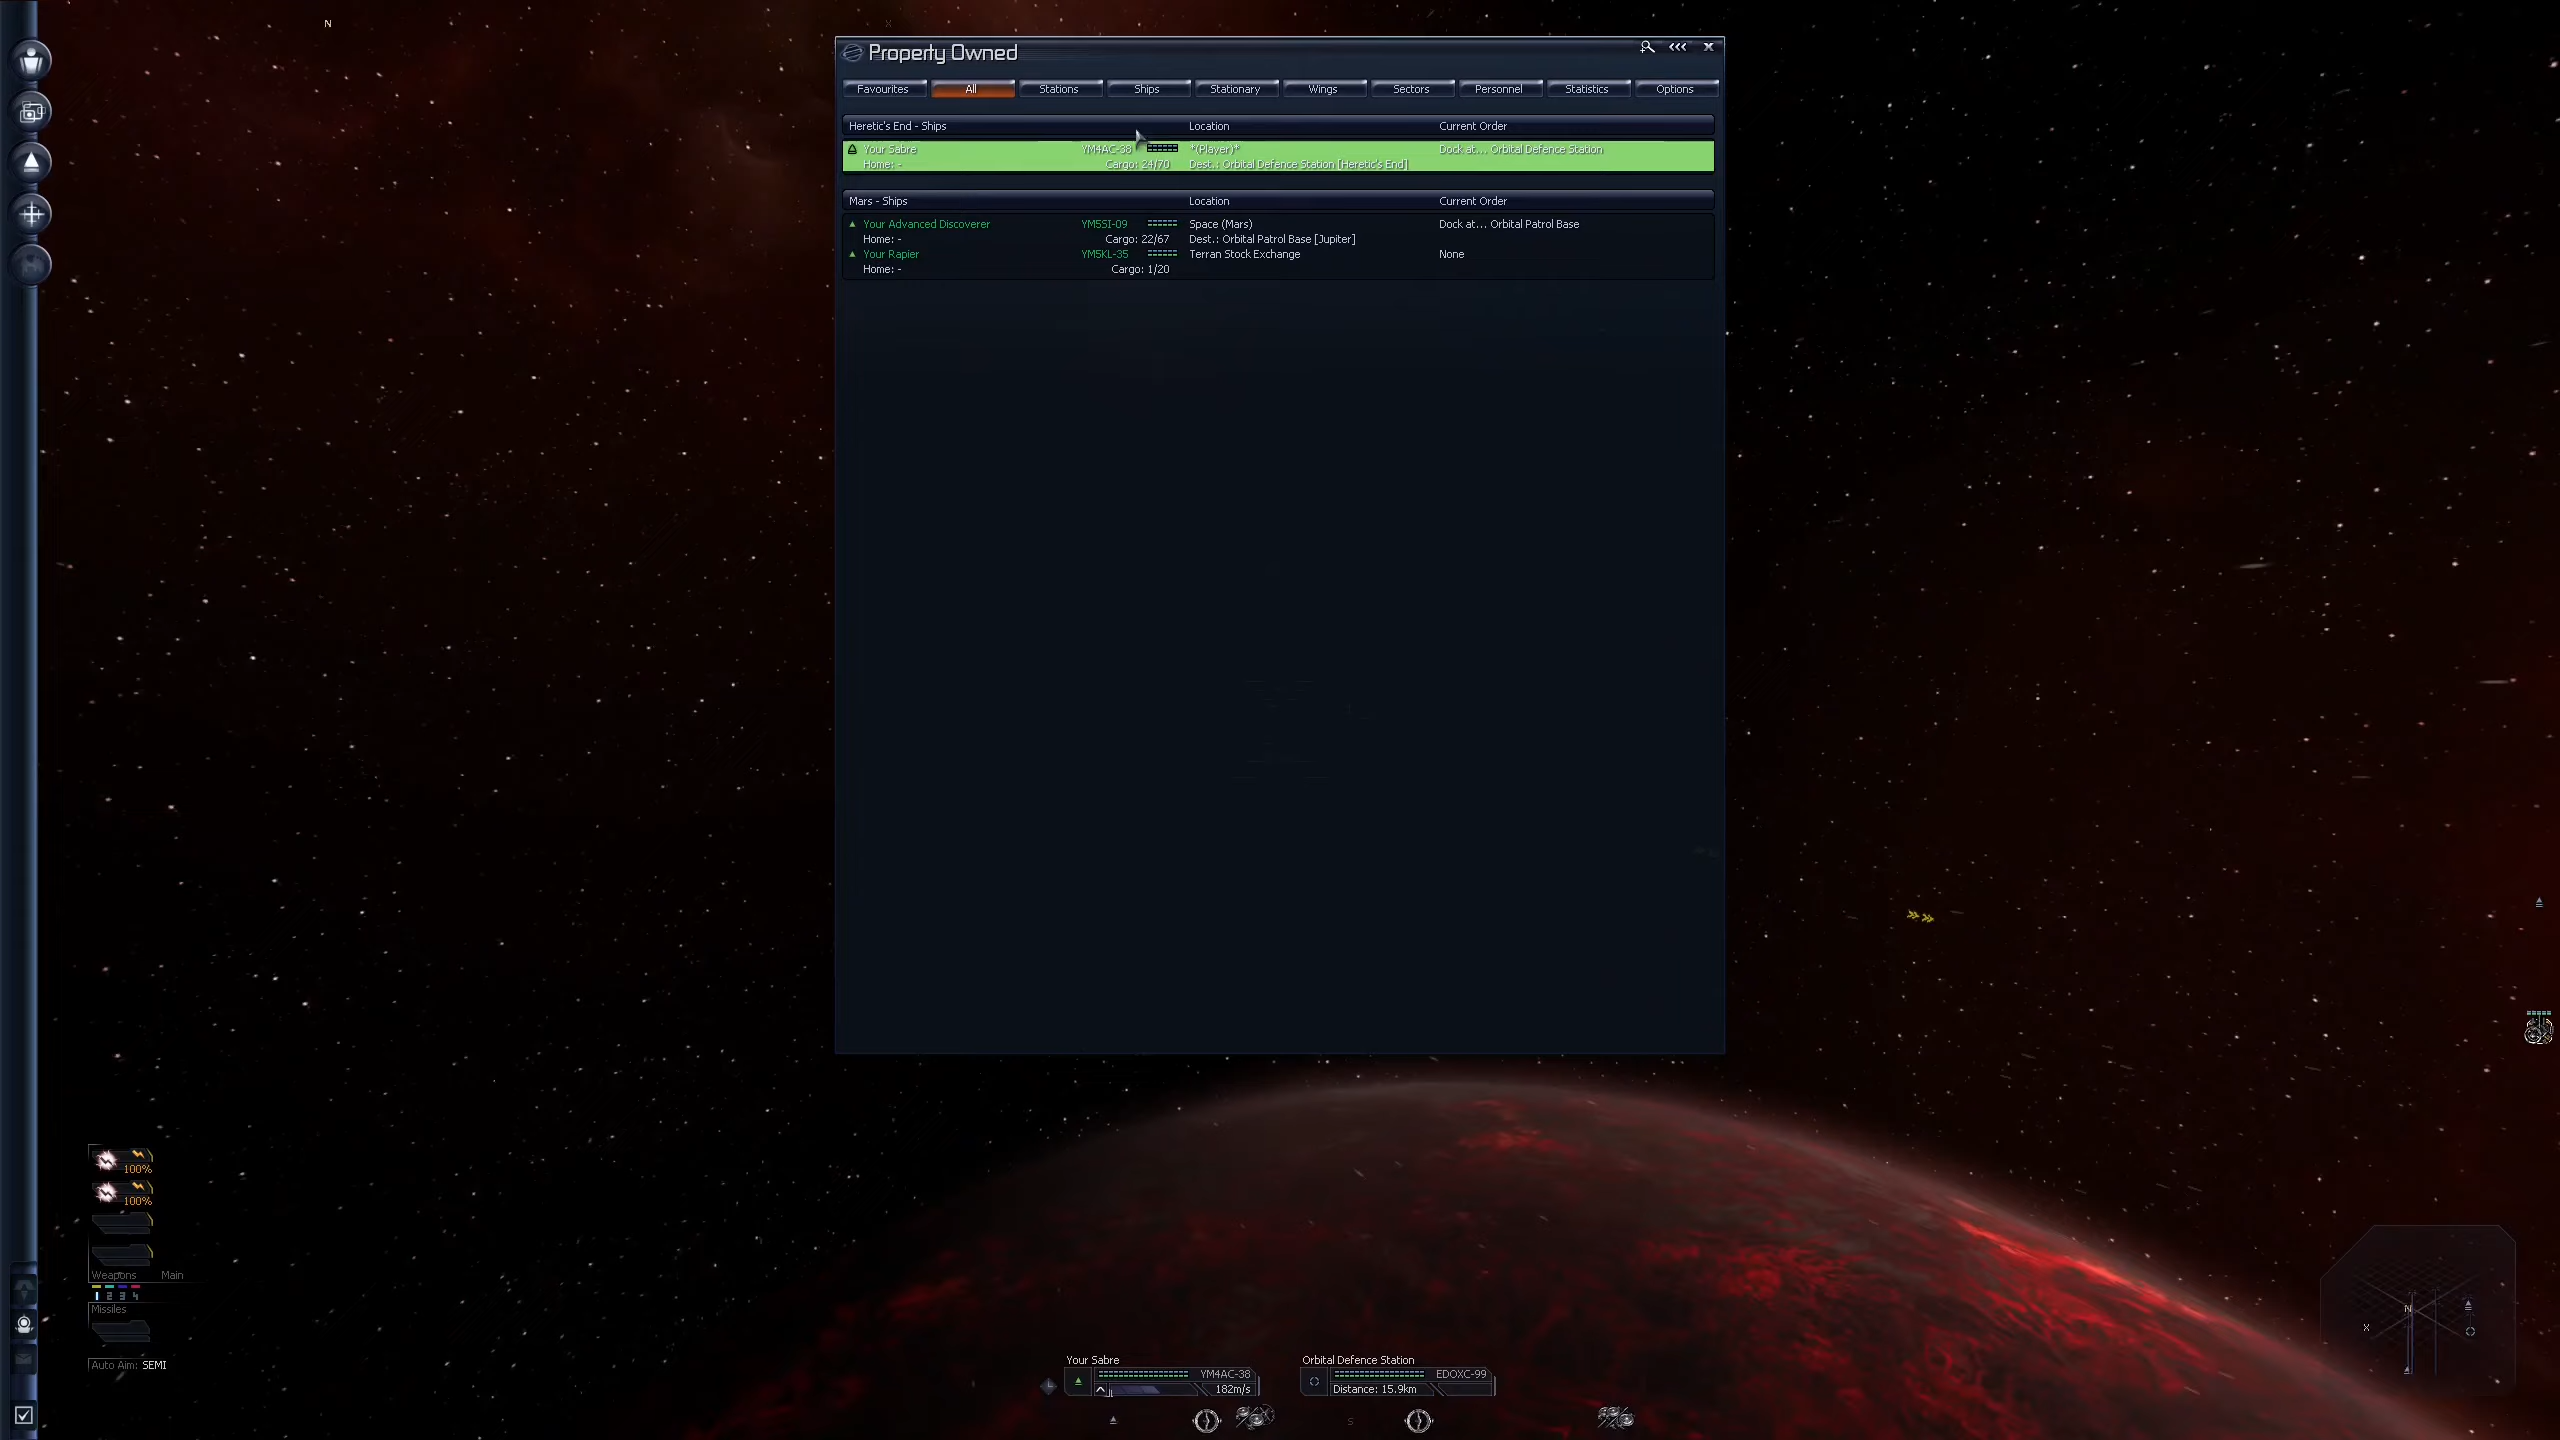 N
X
Property Owned
Favourites All Stations Ships Stationary Wings Sectors Personnel Statistics Options
Heretic's End - Ships Location Current Order
Your Sabre YM4AC-38 *(Player)* Dock at... Orbital Defence Station
Home: - Cargo: 24/70 Dest.: Orbital Defence Station [Heretic's End]
Mars - Ships Location Current Order
Your Advanced Discoverer YM5SI-09 Space (Mars) Dock at... Orbital Patrol Base
Home: - Cargo: 22/67 Dest.: Orbital Patrol Base [Jupiter]
Your Rapier YM5KL-35 Terran Stock Exchange None
Home: - Cargo: 1/20
100%
100%
Weapons Main
1 2 3 4
Missiles
Auto Aim: SEMI
Your Sabre
YM4AC-38
182m/s
Orbital Defence Station
EDOXC-99
Distance: 15.9km
S
N
X